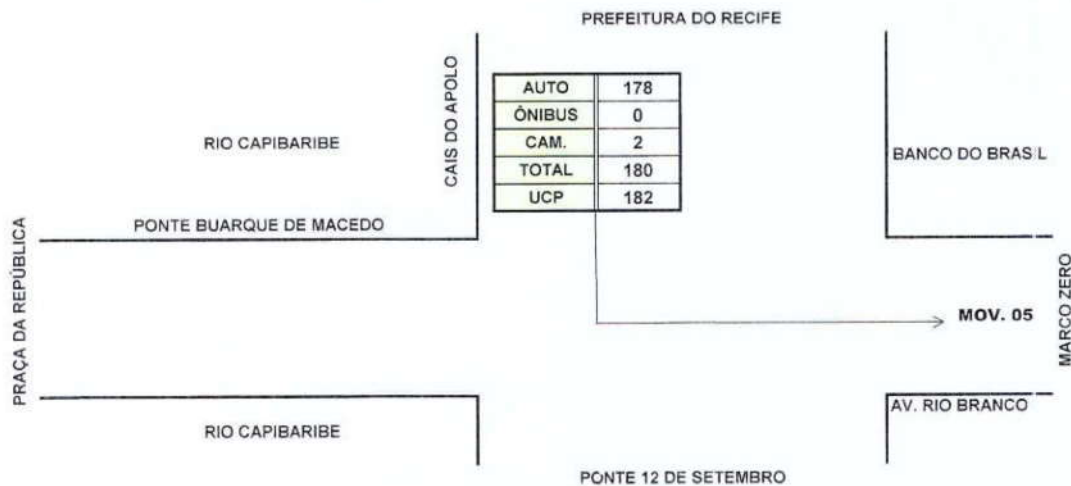 PREFEITURA DO RECIFE
CAIS DO APOLO
AUTO 178
ÔNIBUS 0
CAM. 2
TOTAL 180
UCP 182
RIO CAPIBARIBE
BANCO DO BRASIL
PONTE BUARQUE DE MACEDO
PRAÇA DA REPÚBLICA
MOV. 05
MARCO ZERO
AV. RIO BRANCO
RIO CAPIBARIBE
PONTE 12 DE SETEMBRO